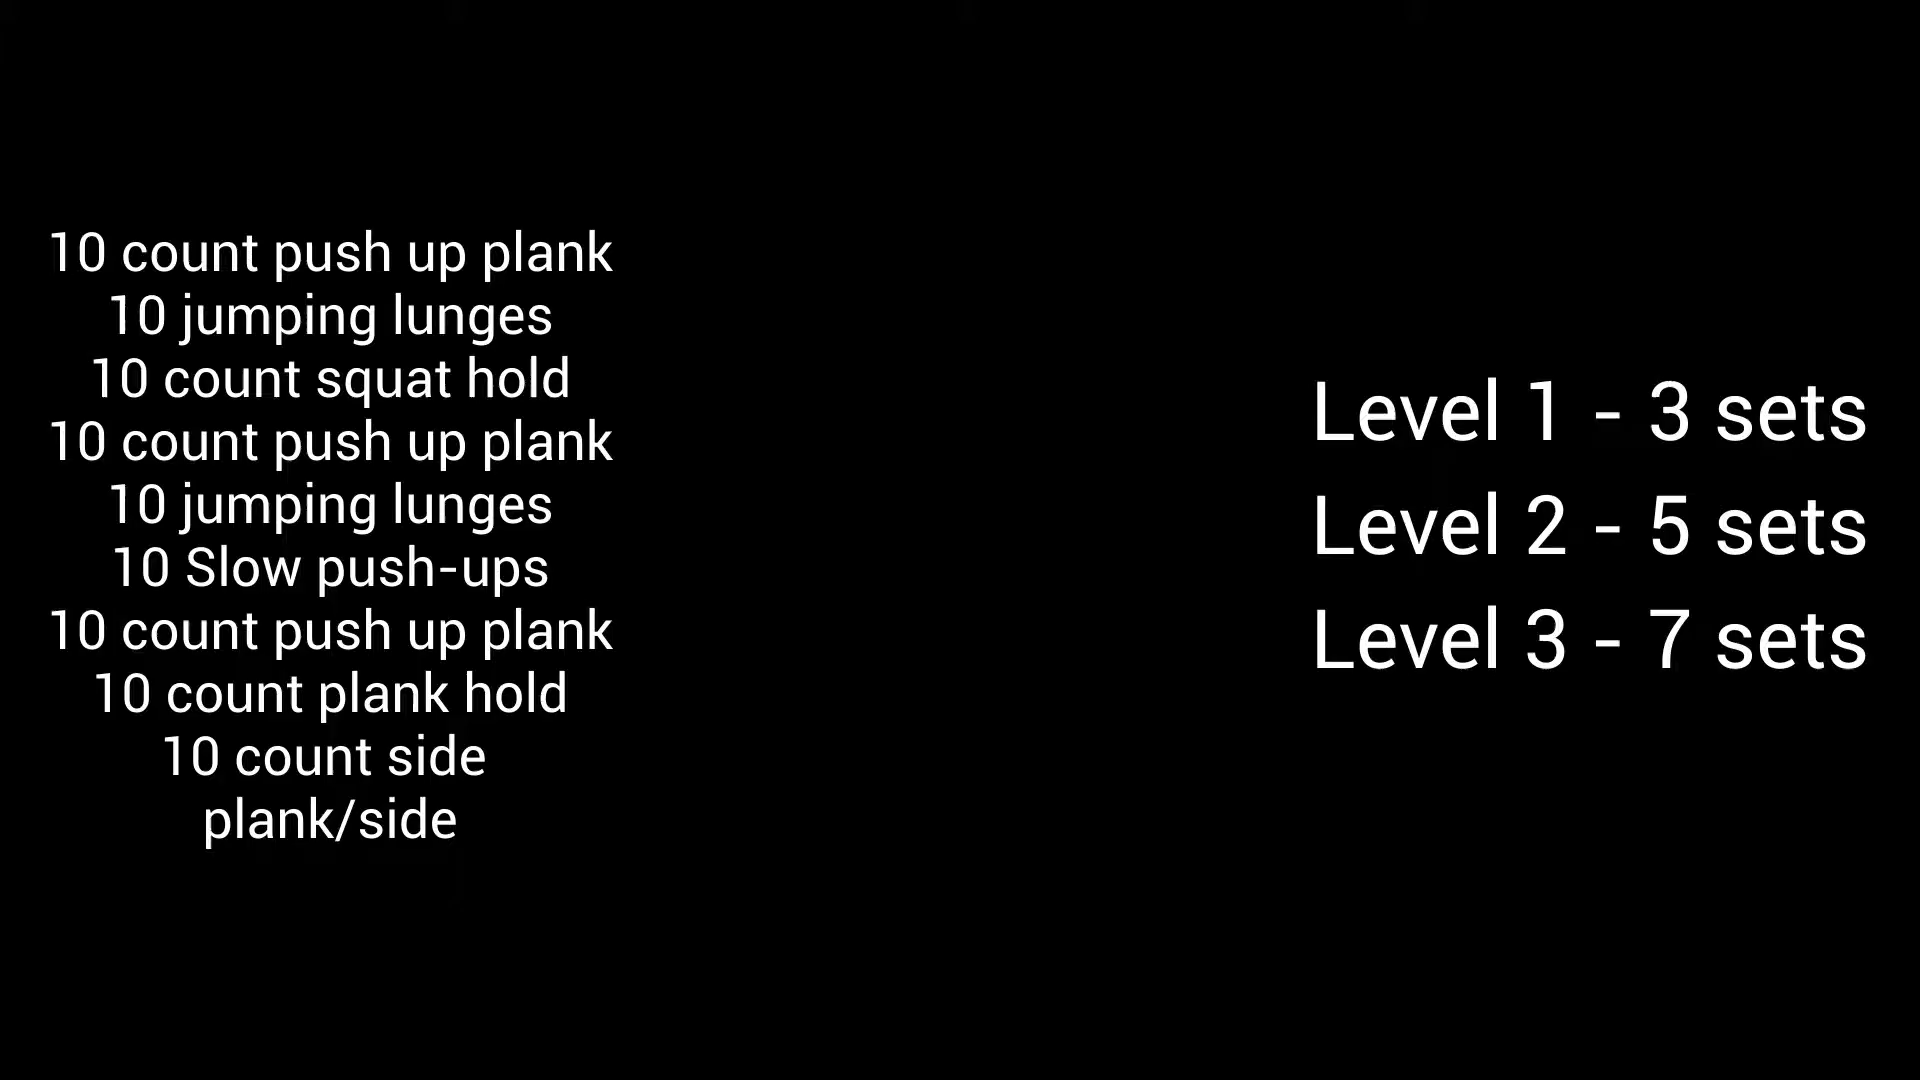 10 count push up plank
10 jumping lunges
10 count squat hold
10 count push up plank
10 jumping lunges
10 Slow push-ups
10 count push up plank
10 count plank hold
10 count side
plank/side
Level 1 - 3 sets
Level 2 - 5 sets
Level 3 - 7 sets